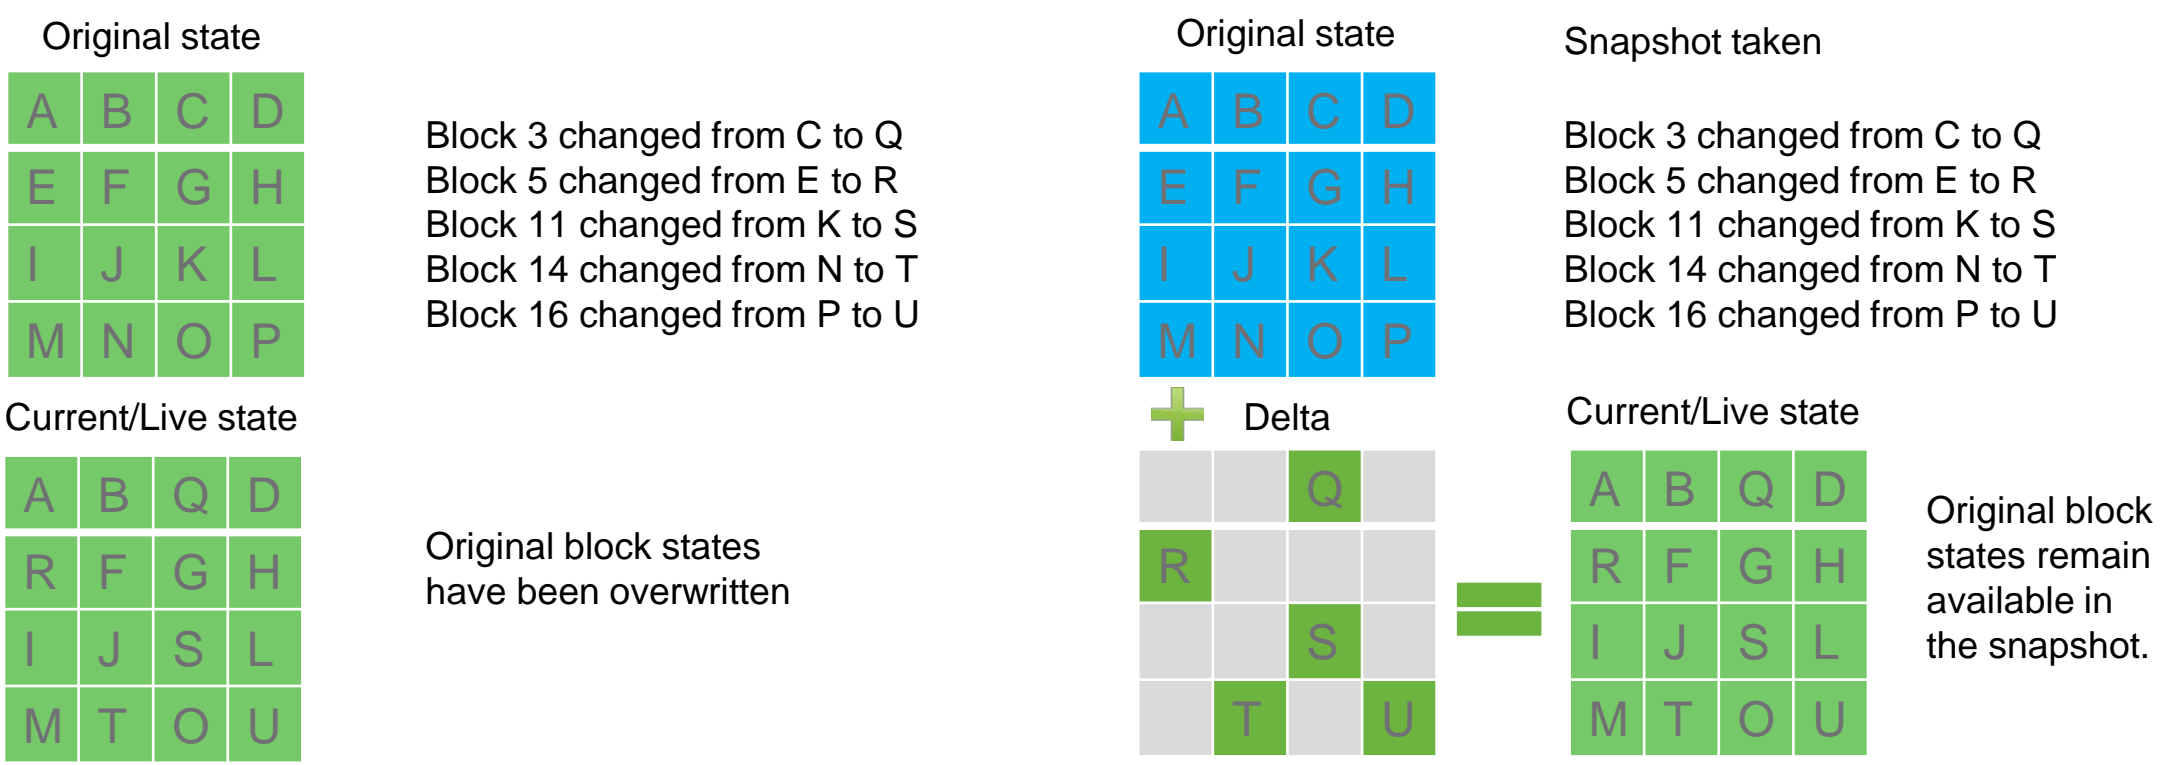 Original state
A B C D
E F G H
I J K L
M N O P
Block 3 changed from C to Q
Block 5 changed from E to R
Block 11 changed from K to S
Block 14 changed from N to T
Block 16 changed from P to U
Current/Live state
A B Q D
R F G H
I J S L
M T O U
Original block states
have been overwritten
Original state
A B C D
E F G H
I J K L
M N O P
Snapshot taken
Block 3 changed from C to Q
Block 5 changed from E to R
Block 11 changed from K to S
Block 14 changed from N to T
Block 16 changed from P to U
Delta
Q
R
S
T U
Current/Live state
A B Q D
R F G H
I J S L
M T O U
Original block
states remain
available in
the snapshot.